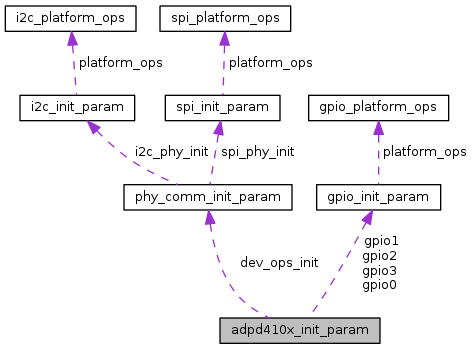 i2c_platform_ops
spi_platform_ops
platform_ops
platform_ops
i2c_init_param
spi_init_param
gpio_platform_ops
i2c_phy_init
spi_phy_init
platform_ops
phy_comm_init_param
gpio_init_param
dev_ops_init
gpio1
gpio2
gpio3
gpio0
adpd410x_init_param